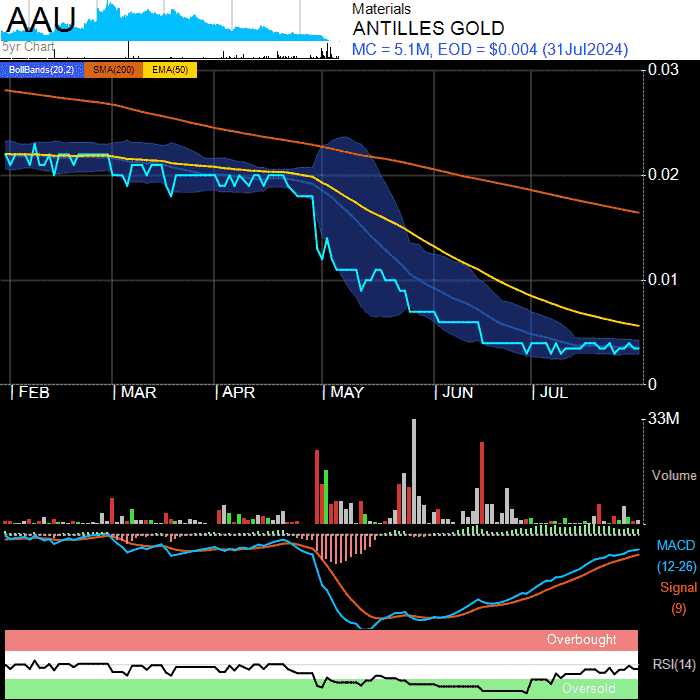 AAU
5yr Chart
Materials
ANTILLES GOLD
MC = 5.1M, EOD = $0.004 (31Jul2024)
BollBands(20,2) SMA(200) EMA(50)
0.03
0.02
0.01
0
FEB MAR APR MAY JUN JUL
33M
Volume
MACD
(12-26)
Signal
(9)
Overbought
RSI(14)
Oversold